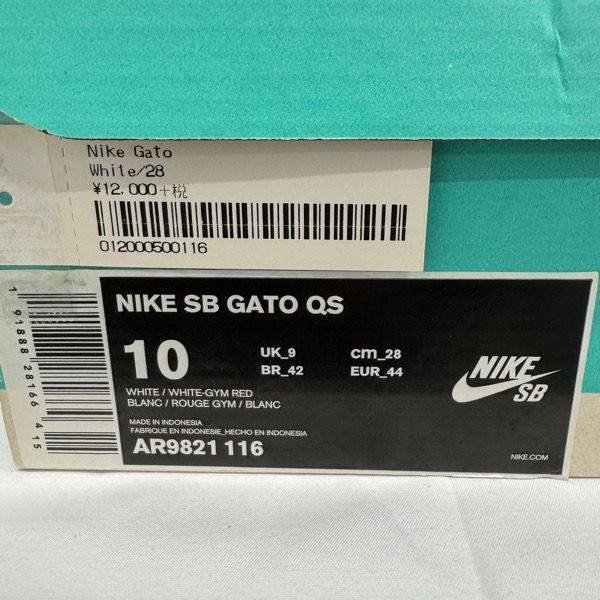 Nike Gato
White/28
¥12,000+税
012000500116
1 91888 28166 4 15
NIKE SB GATO QS
10
UK_9 cm_28
BR_42 EUR_44
WHITE / WHITE-GYM RED
BLANC / ROUGE GYM / BLANC
MADE IN INDONESIA
FABRIQUE EN INDONESIE_HECHO EN INDONESIA
AR9821 116
NIKE
SB
NIKE.COM